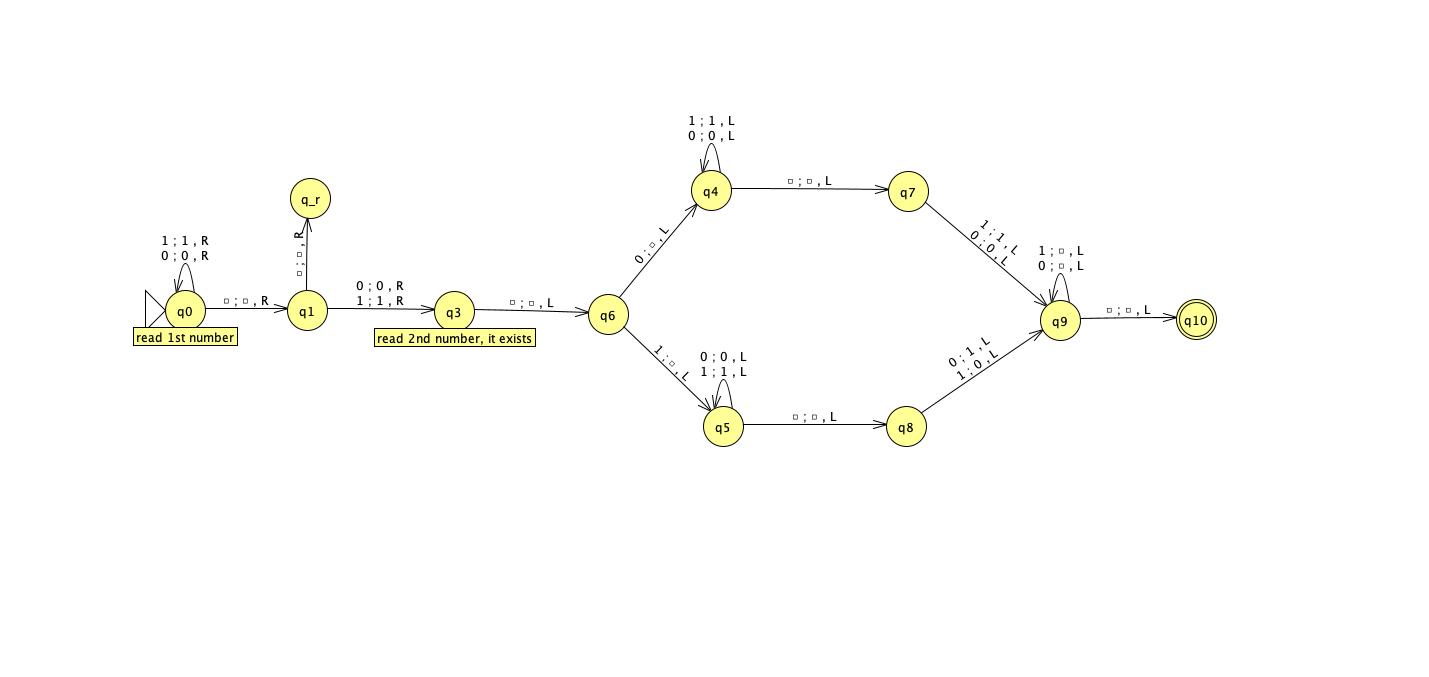 1 ; 1 , L
0 ; 0 , L
q4
□ ; □ , L
q7
q_r
□ ; □ , R
1 ; 1 , R
0 ; 0 , R
q0
read 1st number
□ ; □ , R
q1
0 ; 0 , R
1 ; 1 , R
q3
read 2nd number, it exists
□ ; □ , L
q6
0 ; □ , L
1 ; □ , L
0 ; 0 , L
1 ; 1 , L
q5
□ ; □ , L
q8
1 ; 1 , L
0 ; 0 , L
0 ; 1 , L
1 ; 0 , L
1 ; □ , L
0 ; □ , L
q9
□ ; □ , L
q10